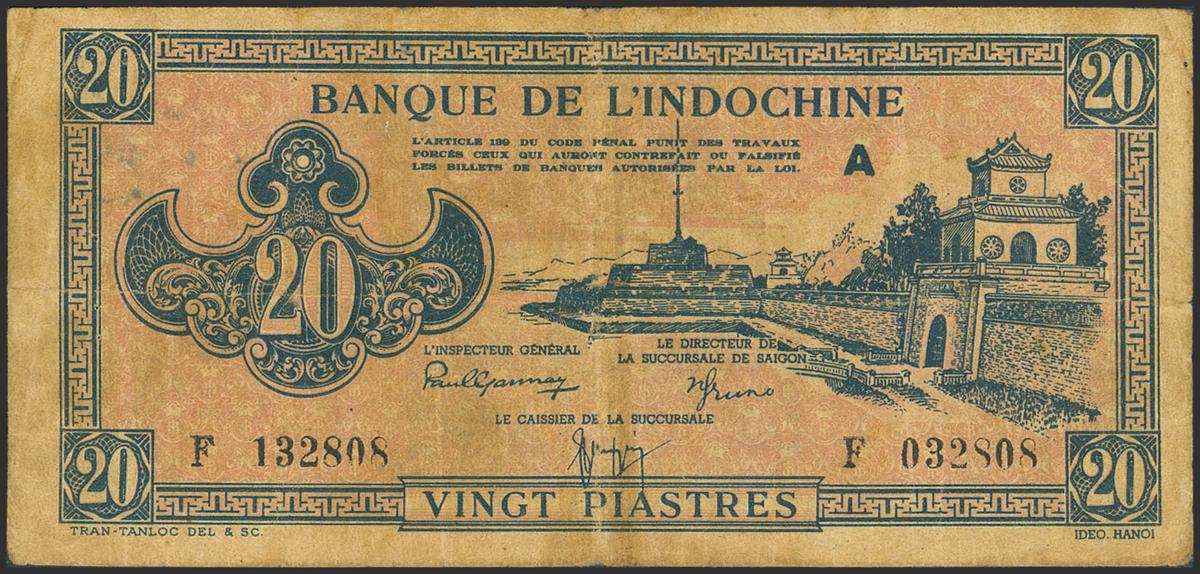 20
20
BANQUE DE L'INDOCHINE
L'ARTICLE 139 DU CODE PÉNAL PUNIT DES TRAVAUX
FORCÉS CEUX QUI AURONT CONTREFAIT OU FALSIFIÉ
LES BILLETS DE BANQUES AUTORISÉES PAR LA LOI.
A
20
L'INSPECTEUR GÉNÉRAL
LE DIRECTEUR DE
LA SUCCURSALE DE SAIGON
Paul Gannay
LE CAISSIER DE LA SUCCURSALE
F 132808
F 032808
20
20
VINGT PIASTRES
TRAN-TANLOC DEL & SC.
IDEO. HANOI